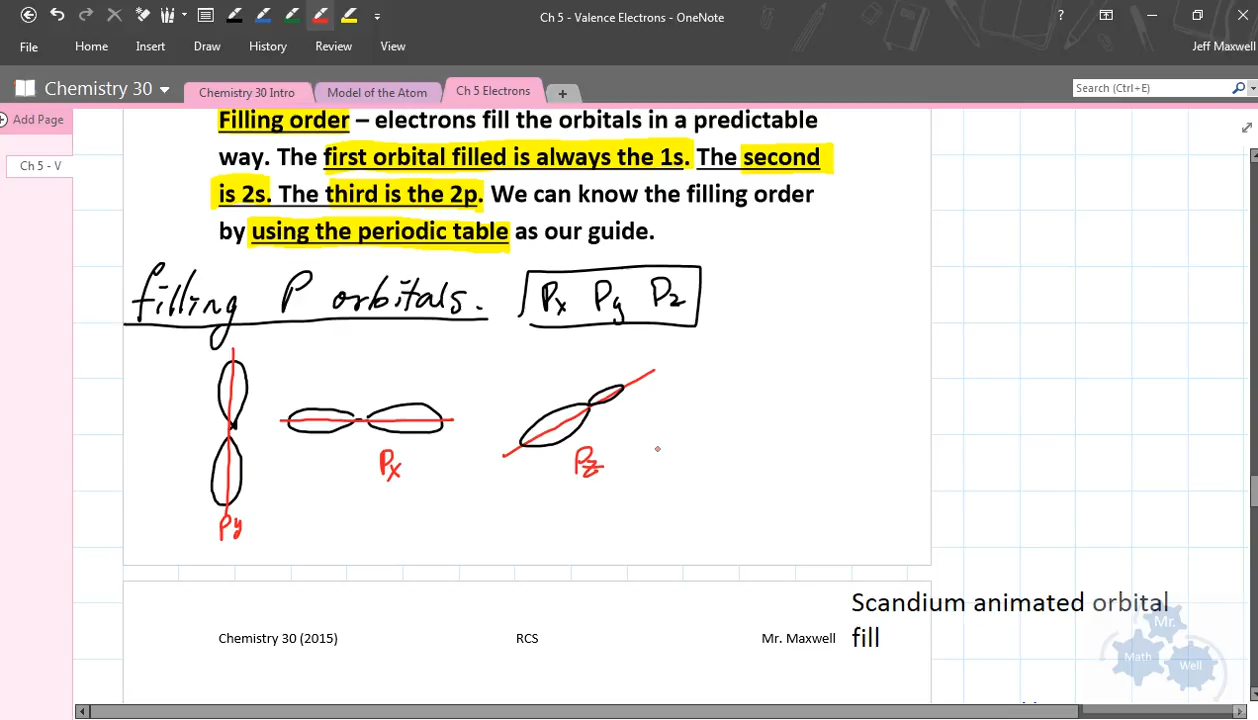 Ch 5 - Valence Electrons - OneNote
?
File Home Insert Draw History Review View
Jeff Maxwell
Chemistry 30
Chemistry 30 Intro
Model of the Atom
Ch 5 Electrons
Search (Ctrl+E)
Add Page
Ch 5 - V
Filling order – electrons fill the orbitals in a predictable
way. The first orbital filled is always the 1s. The second
is 2s. The third is the 2p. We can know the filling order
by using the periodic table as our guide.
filling P orbitals.
Px Py Pz
Px
Pz
Py
Scandium animated orbital
fill
Chemistry 30 (2015) RCS Mr. Maxwell
Mr.
Math
Well